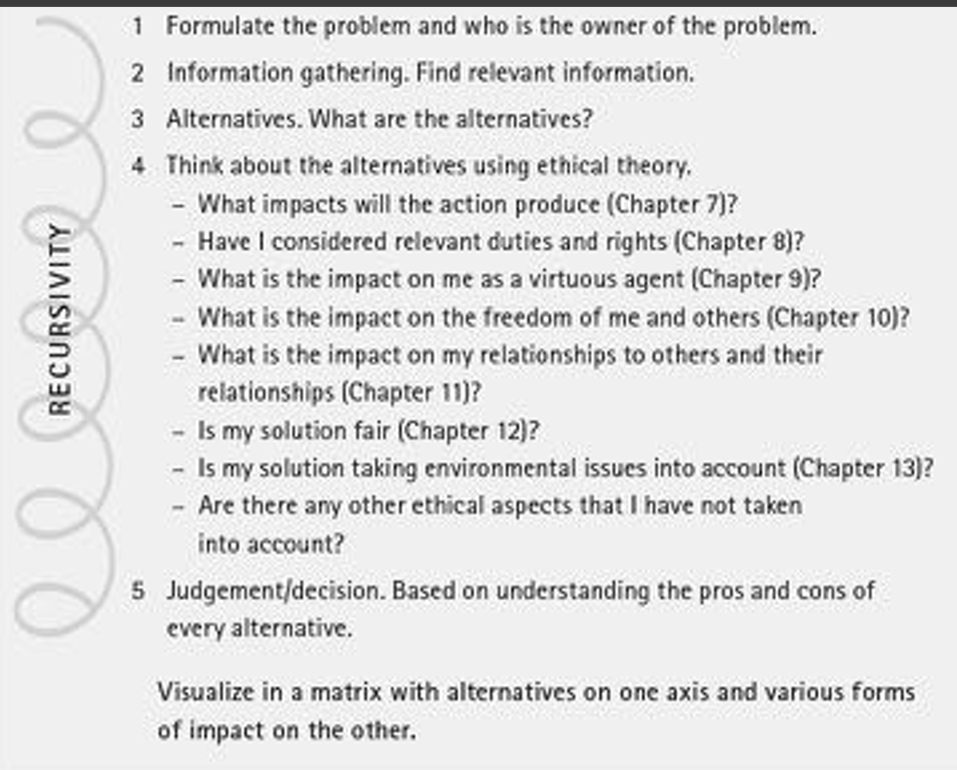 1 Formulate the problem and who is the owner of the problem.
2 Information gathering. Find relevant information.
3 Alternatives. What are the alternatives?
4 Think about the alternatives using ethical theory.
– What impacts will the action produce (Chapter 7)?
– Have I considered relevant duties and rights (Chapter 8)?
– What is the impact on me as a virtuous agent (Chapter 9)?
– What is the impact on the freedom of me and others (Chapter 10)?
– What is the impact on my relationships to others and their
relationships (Chapter 11)?
– Is my solution fair (Chapter 12)?
– Is my solution taking environmental issues into account (Chapter 13)?
– Are there any other ethical aspects that I have not taken
into account?
5 Judgement/decision. Based on understanding the pros and cons of
every alternative.
Visualize in a matrix with alternatives on one axis and various forms
of impact on the other.
RECURSIVITY